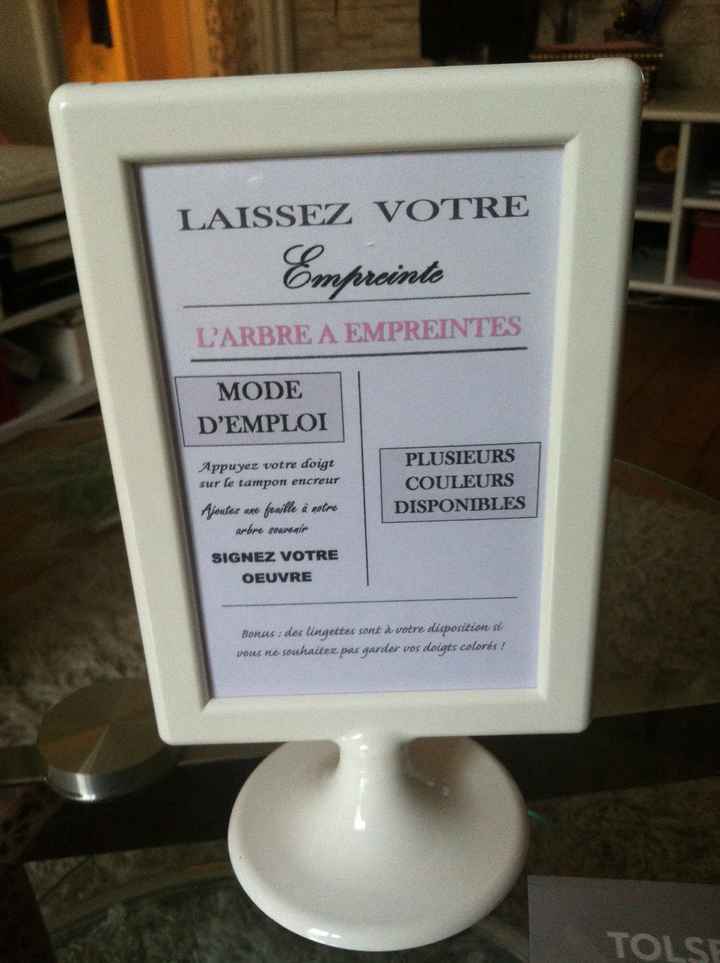 LAISSEZ VOTRE
Empreinte
L'ARBRE A EMPREINTES
MODE
D'EMPLOI
Appuyez votre doigt
sur le tampon encreur
Ajoutez une feuille à notre
arbre souvenir
SIGNEZ VOTRE
OEUVRE
PLUSIEURS
COULEURS
DISPONIBLES
Bonus : des lingettes sont à votre disposition si
vous ne souhaitez pas garder vos doigts colorés !